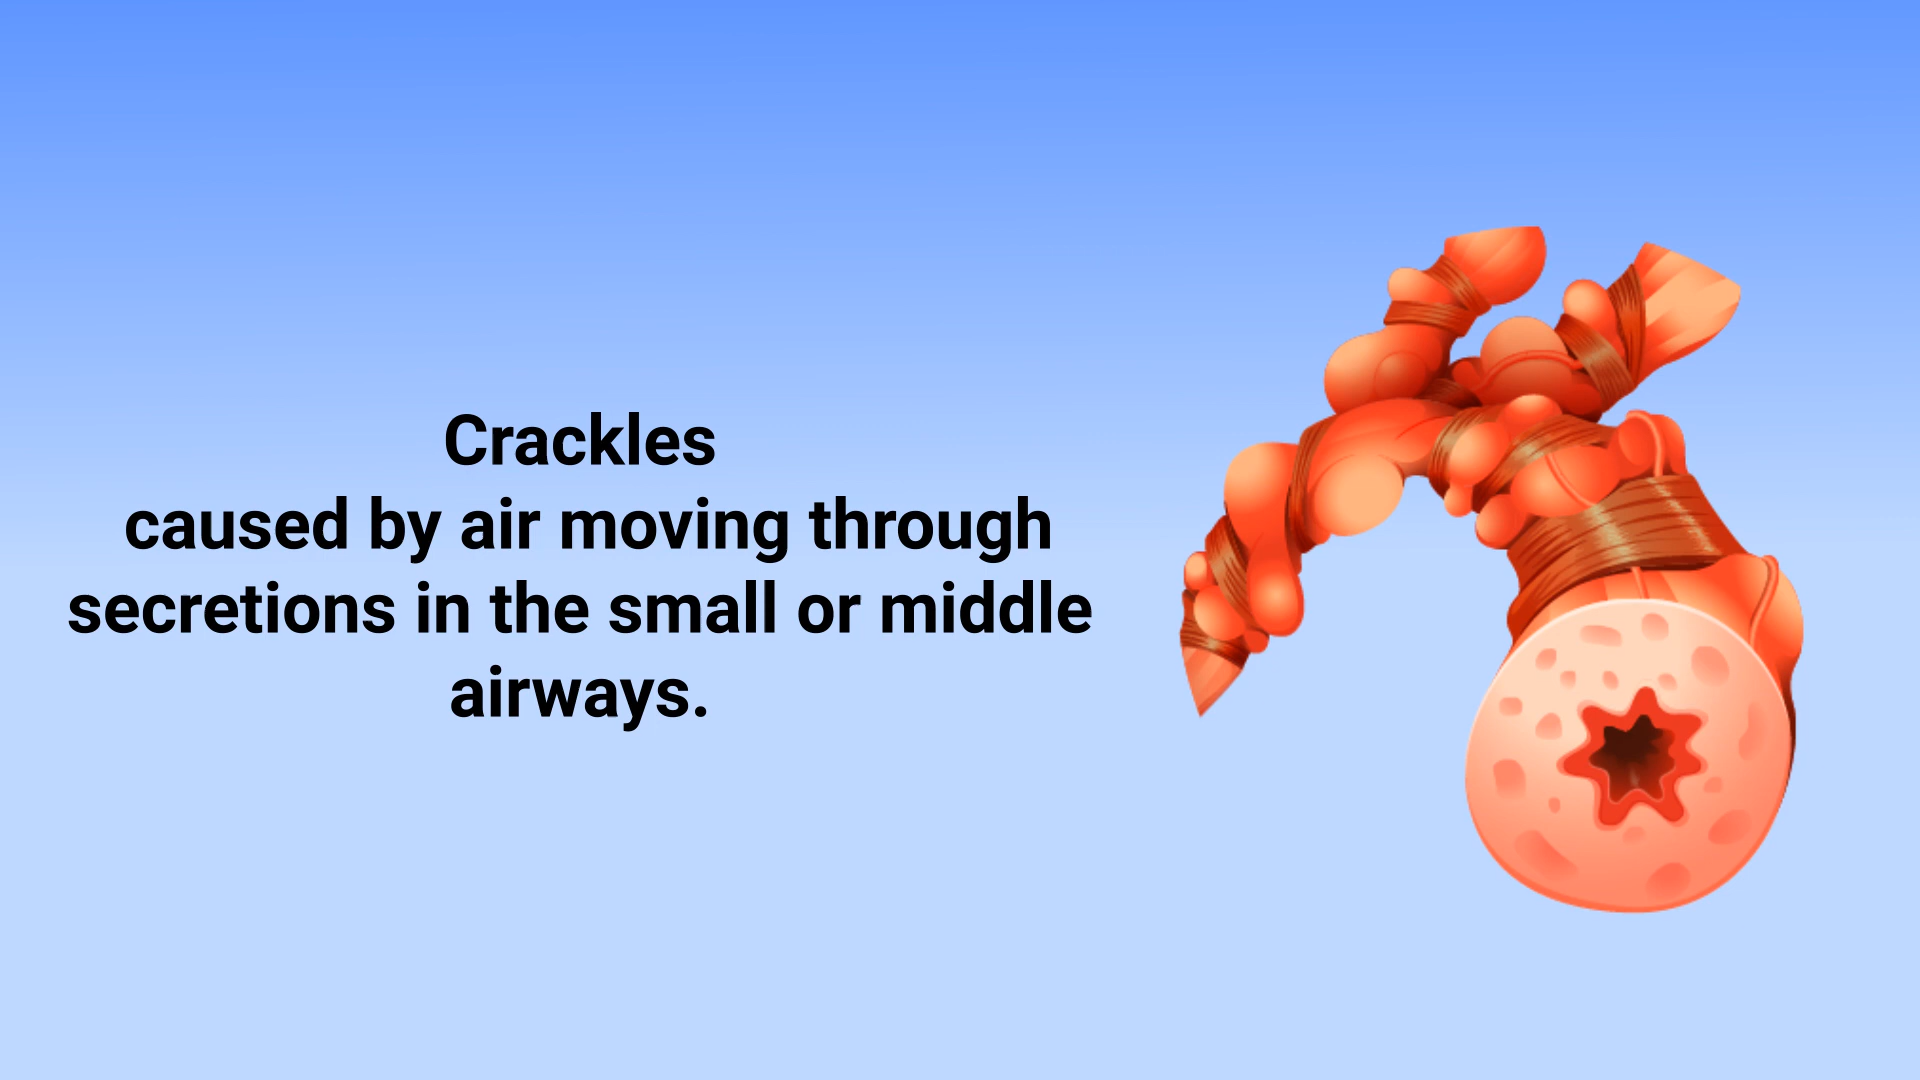 Crackles
caused by air moving through
secretions in the small or middle
airways.